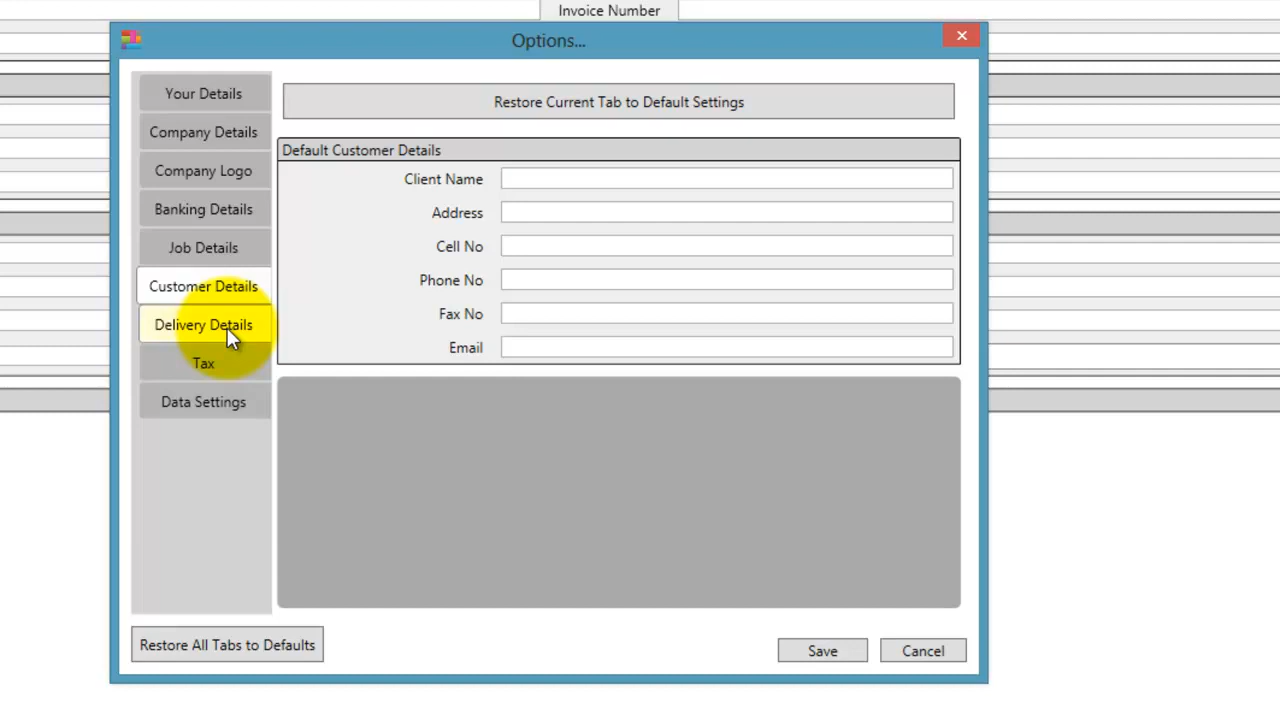 Invoice Number
Options...
Your Details
Company Details
Company Logo
Banking Details
Job Details
Customer Details
Delivery Details
Tax
Data Settings
Restore Current Tab to Default Settings
Default Customer Details
Client Name
Address
Cell No
Phone No
Fax No
Email
Restore All Tabs to Defaults
Save
Cancel